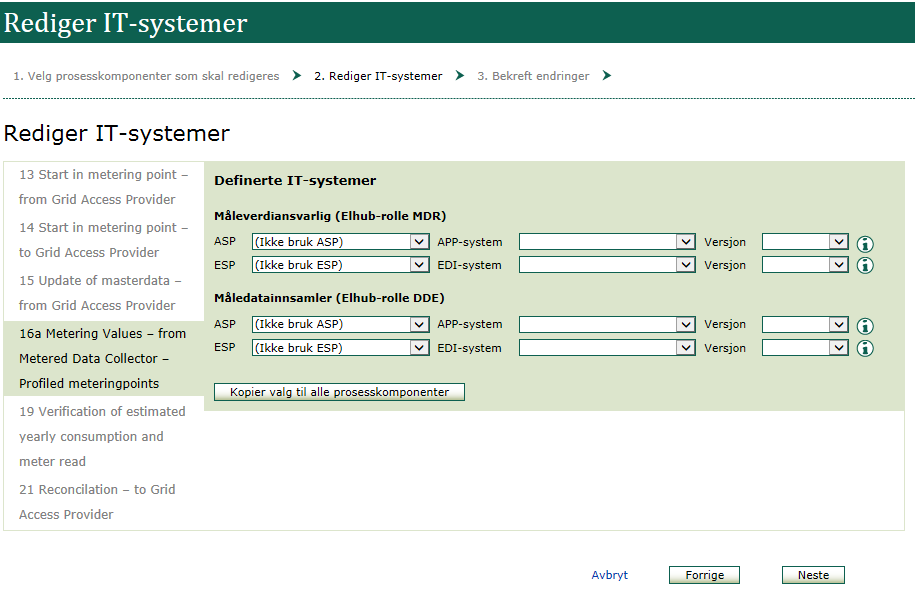 Rediger IT-systemer
1. Velg prosesskomponenter som skal redigeres 2. Rediger IT-systemer 3. Bekreft endringer
Rediger IT-systemer
13 Start in metering point –
from Grid Access Provider
14 Start in metering point –
to Grid Access Provider
15 Update of masterdata –
from Grid Access Provider
16a Metering Values – from
Metered Data Collector –
Profiled meteringpoints
19 Verification of estimated
yearly consumption and
meter read
21 Reconcilation – to Grid
Access Provider
Definerte IT-systemer
Måleverdiansvarlig (Elhub-rolle MDR)
ASP (Ikke bruk ASP) APP-system Versjon
ESP (Ikke bruk ESP) EDI-system Versjon
Måledatainnsamler (Elhub-rolle DDE)
ASP (Ikke bruk ASP) APP-system Versjon
ESP (Ikke bruk ESP) EDI-system Versjon
Kopier valg til alle prosesskomponenter
Avbryt Forrige Neste